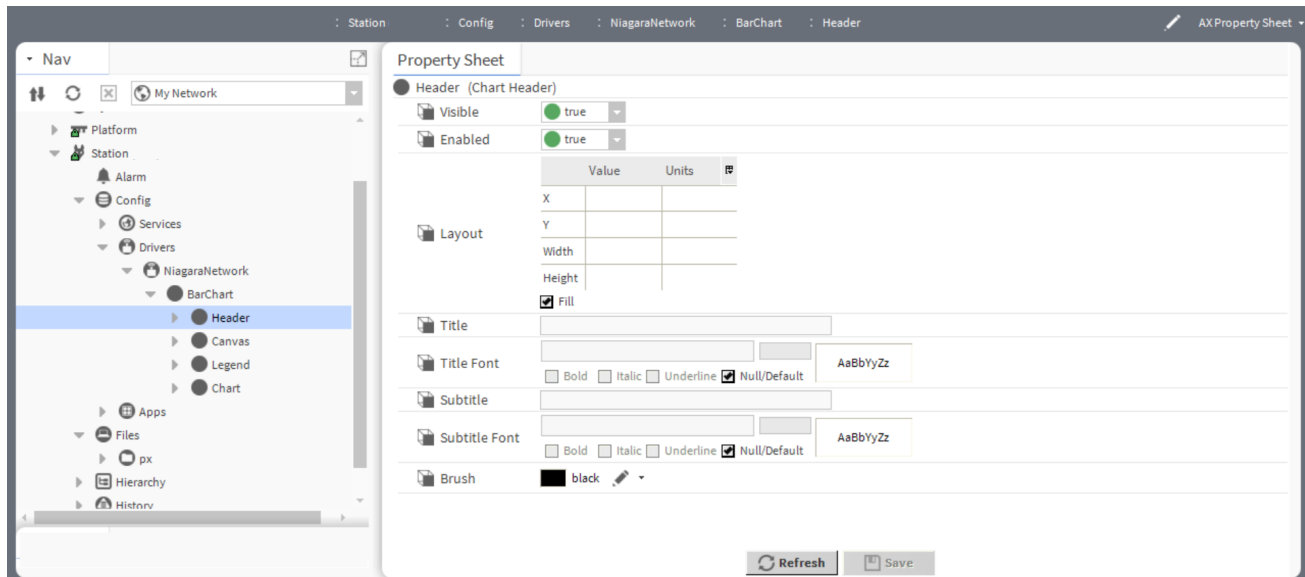 : Station : Config : Drivers : NiagaraNetwork : BarChart : Header AX Property Sheet
Nav
My Network
Platform
Station
Alarm
Config
Services
Drivers
NiagaraNetwork
BarChart
Header
Canvas
Legend
Chart
Apps
Files
px
Hierarchy
History
Property Sheet
Header (Chart Header)
Visible true
Enabled true
Layout
Value Units
X
Y
Width
Height
Fill
Title
Title Font AaBbYyZz
Bold Italic Underline Null/Default
Subtitle
Subtitle Font AaBbYyZz
Bold Italic Underline Null/Default
Brush black
Refresh Save